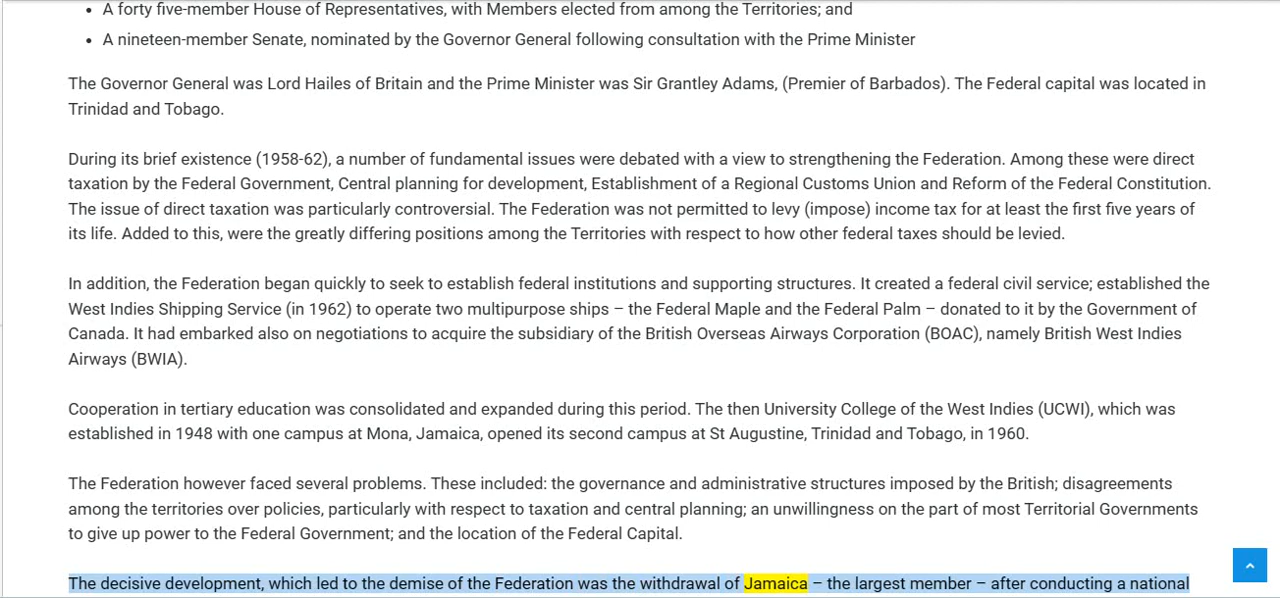 • A forty five-member House of Representatives, with Members elected from among the Territories; and
• A nineteen-member Senate, nominated by the Governor General following consultation with the Prime Minister
The Governor General was Lord Hailes of Britain and the Prime Minister was Sir Grantley Adams, (Premier of Barbados). The Federal capital was located in
Trinidad and Tobago.
During its brief existence (1958-62), a number of fundamental issues were debated with a view to strengthening the Federation. Among these were direct
taxation by the Federal Government, Central planning for development, Establishment of a Regional Customs Union and Reform of the Federal Constitution.
The issue of direct taxation was particularly controversial. The Federation was not permitted to levy (impose) income tax for at least the first five years of
its life. Added to this, were the greatly differing positions among the Territories with respect to how other federal taxes should be levied.
In addition, the Federation began quickly to seek to establish federal institutions and supporting structures. It created a federal civil service; established the
West Indies Shipping Service (in 1962) to operate two multipurpose ships – the Federal Maple and the Federal Palm – donated to it by the Government of
Canada. It had embarked also on negotiations to acquire the subsidiary of the British Overseas Airways Corporation (BOAC), namely British West Indies
Airways (BWIA).
Cooperation in tertiary education was consolidated and expanded during this period. The then University College of the West Indies (UCWI), which was
established in 1948 with one campus at Mona, Jamaica, opened its second campus at St Augustine, Trinidad and Tobago, in 1960.
The Federation however faced several problems. These included: the governance and administrative structures imposed by the British; disagreements
among the territories over policies, particularly with respect to taxation and central planning; an unwillingness on the part of most Territorial Governments
to give up power to the Federal Government; and the location of the Federal Capital.
The decisive development, which led to the demise of the Federation was the withdrawal of Jamaica – the largest member – after conducting a national